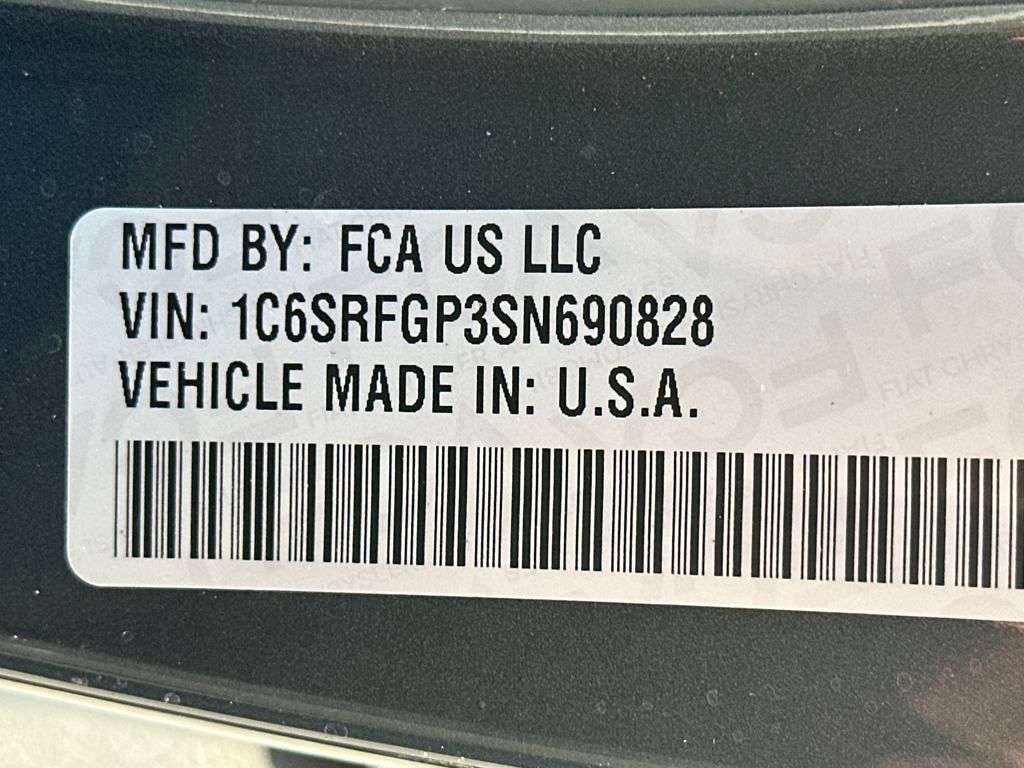 MFD BY: FCA US LLC
VIN: 1C6SRFGP3SN690828
VEHICLE MADE IN: U.S.A.